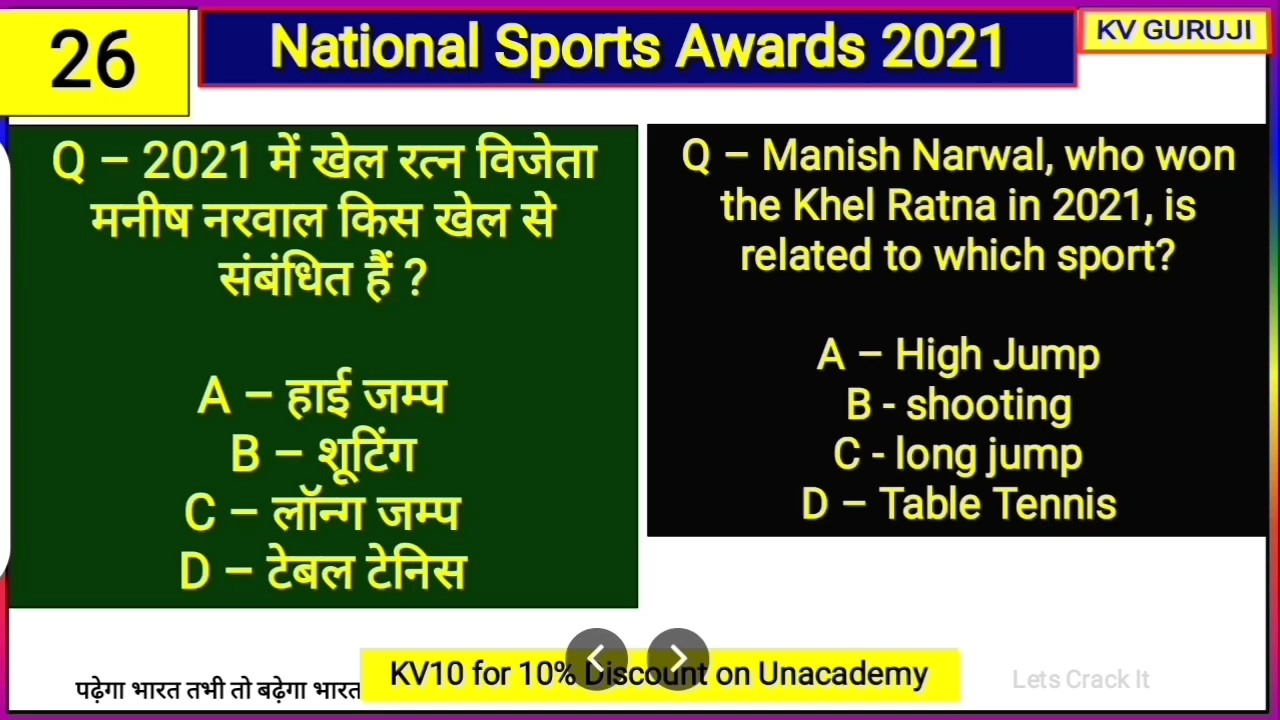 26
National Sports Awards 2021
KV GURUJI
Q – 2021 में खेल रत्न विजेता
मनीष नरवाल किस खेल से
संबंधित हैं ?
A – हाई जम्प
B – शूटिंग
C – लॉन्ग जम्प
D – टेबल टेनिस
Q – Manish Narwal, who won
the Khel Ratna in 2021, is
related to which sport?
A – High Jump
B - shooting
C - long jump
D – Table Tennis
पढ़ेगा भारत तभी तो बढ़ेगा भारत
KV10 for 10% Discount on Unacademy
Lets Crack It